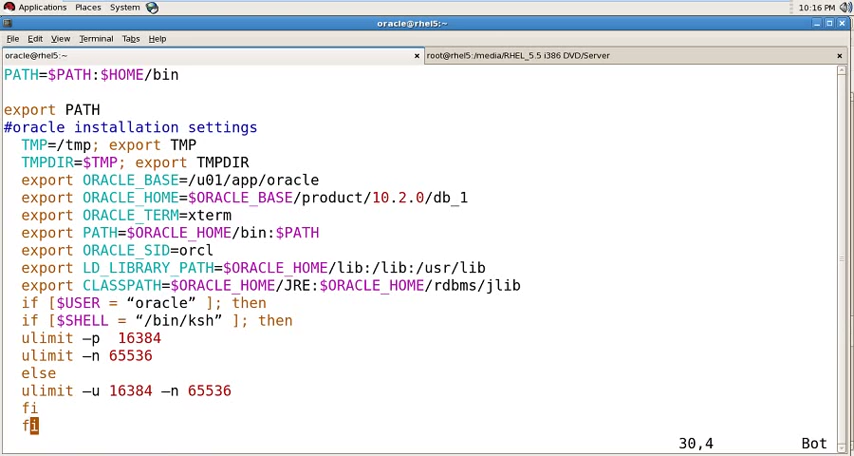 Applications Places System 10:16 PM
oracle@rhel5:~
File Edit View Terminal Tabs Help
oracle@rhel5:~ root@rhel5:/media/RHEL_5.5 i386 DVD/Server
PATH=$PATH:$HOME/bin
export PATH
#oracle installation settings
TMP=/tmp; export TMP
TMPDIR=$TMP; export TMPDIR
export ORACLE_BASE=/u01/app/oracle
export ORACLE_HOME=$ORACLE_BASE/product/10.2.0/db_1
export ORACLE_TERM=xterm
export PATH=$ORACLE_HOME/bin:$PATH
export ORACLE_SID=orcl
export LD_LIBRARY_PATH=$ORACLE_HOME/lib:/lib:/usr/lib
export CLASSPATH=$ORACLE_HOME/JRE:$ORACLE_HOME/rdbms/jlib
if [$USER = “oracle” ]; then
if [$SHELL = “/bin/ksh” ]; then
ulimit –p  16384
ulimit –n 65536
else
ulimit –u 16384 –n 65536
fi
fi
30,4 Bot